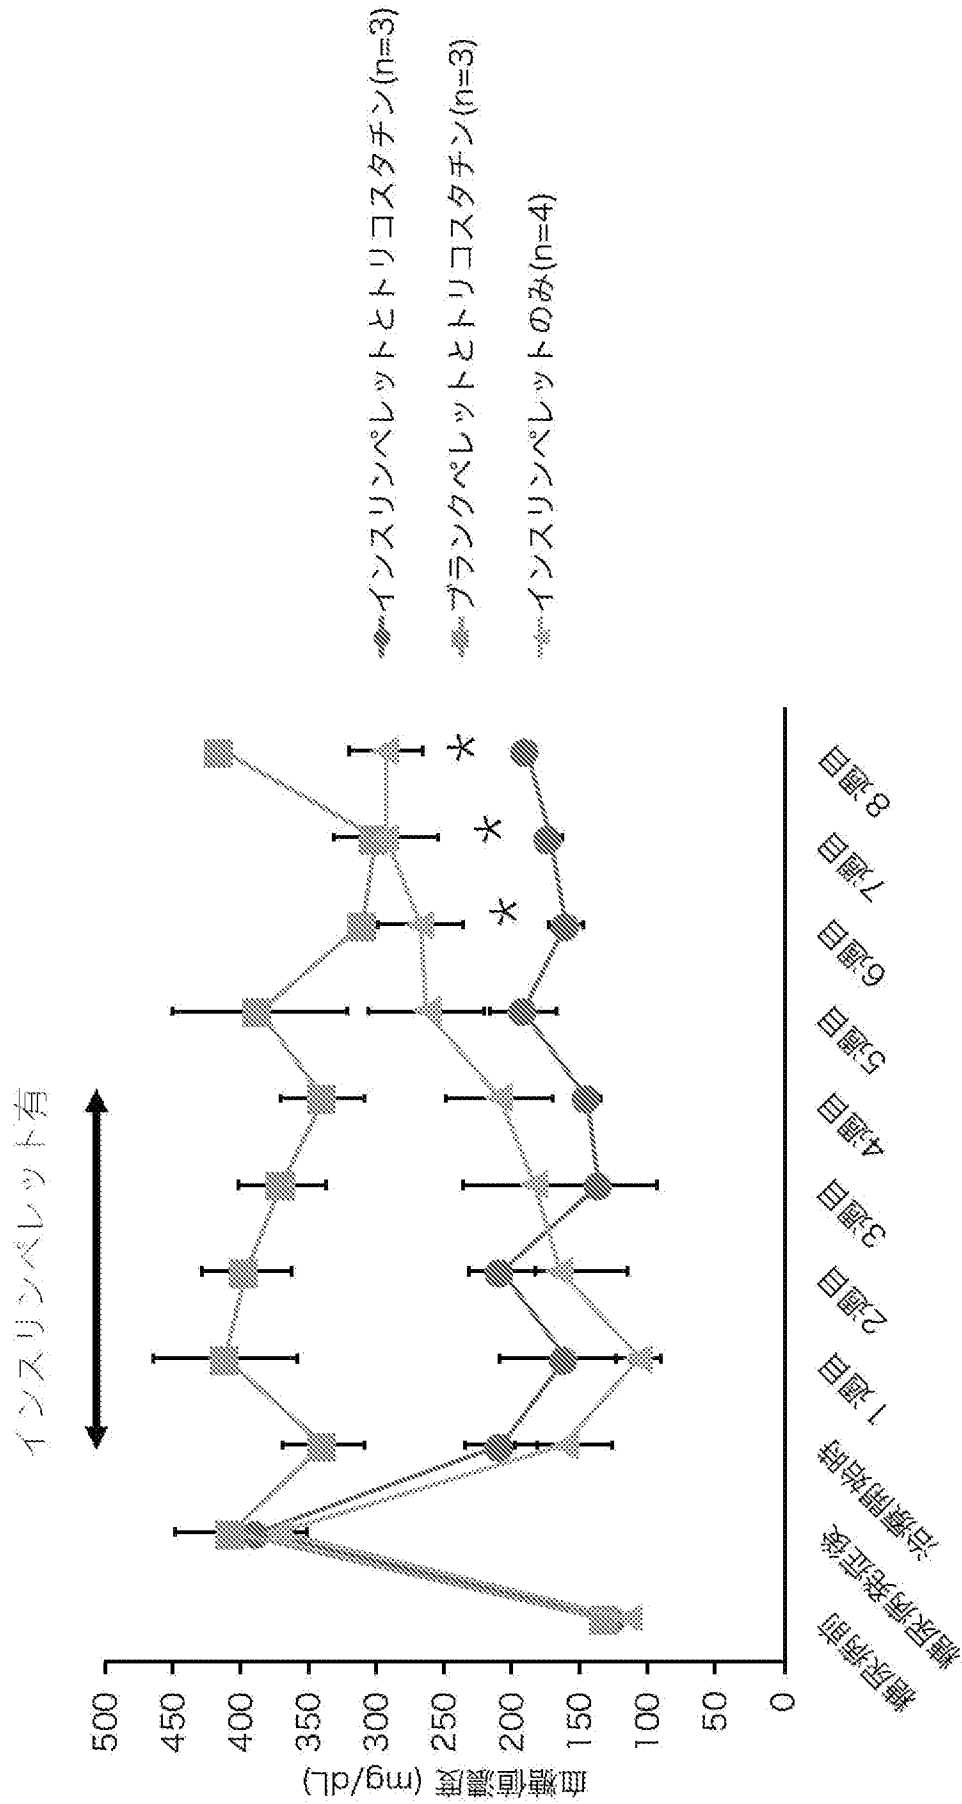 インスリンペレット有
血糖値濃度 (mg/dL)
500
450
400
350
300
250
200
150
100
50
0
糖尿病前
糖尿病発症後
治療開始時
1週目
2週目
3週目
4週目
5週目
6週目
7週目
8週目
*
*
*
インスリンペレットとトリコスタチン(n=3)
ブランクペレットとトリコスタチン(n=3)
インスリンペレットのみ(n=4)